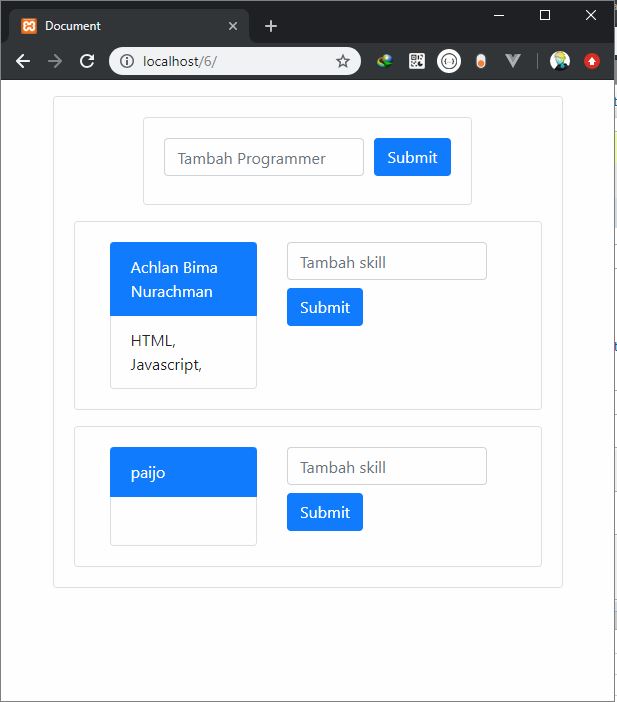 Document
localhost/6/
Tambah Programmer
Submit
Achlan Bima
Nurachman
HTML,
Javascript,
Tambah skill
Submit
paijo
Tambah skill
Submit